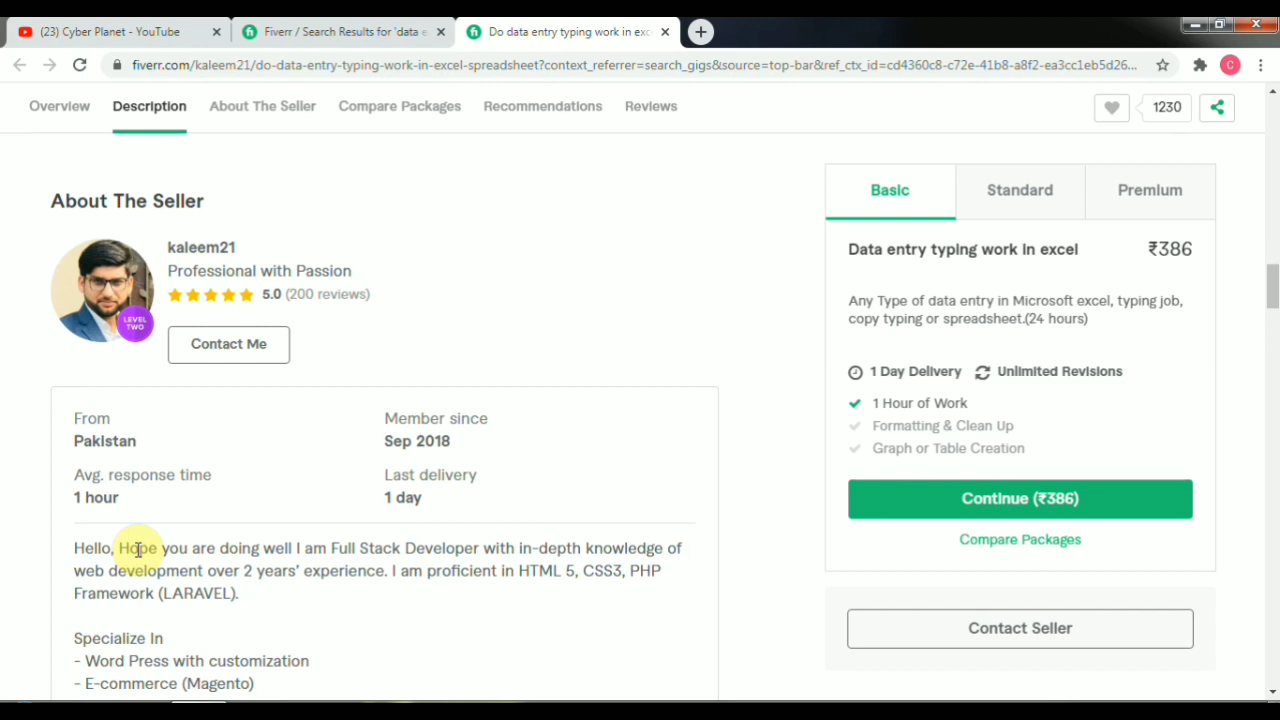 (23) Cyber Planet - YouTube
Fiverr / Search Results for 'data e
Do data entry typing work in exc
fiverr.com/kaleem21/do-data-entry-typing-work-in-excel-spreadsheet?context_referrer=search_gigs&source=top-bar&ref_ctx_id=cd4360c8-c72e-41b8-a8f2-ea3cc1eb5d26...
C
Overview
Description
About The Seller
Compare Packages
Recommendations
Reviews
1230
About The Seller
kaleem21
Professional with Passion
5.0 (200 reviews)
LEVEL
TWO
Contact Me
From
Pakistan
Member since
Sep 2018
Avg. response time
1 hour
Last delivery
1 day
Hello, Hope you are doing well I am Full Stack Developer with in-depth knowledge of
web development over 2 years' experience. I am proficient in HTML 5, CSS3, PHP
Framework (LARAVEL).
Specialize In
- Word Press with customization
- E-commerce (Magento)
Basic
Standard
Premium
Data entry typing work in excel
₹386
Any Type of data entry in Microsoft excel, typing job,
copy typing or spreadsheet.(24 hours)
1 Day Delivery
Unlimited Revisions
1 Hour of Work
Formatting & Clean Up
Graph or Table Creation
Continue (₹386)
Compare Packages
Contact Seller